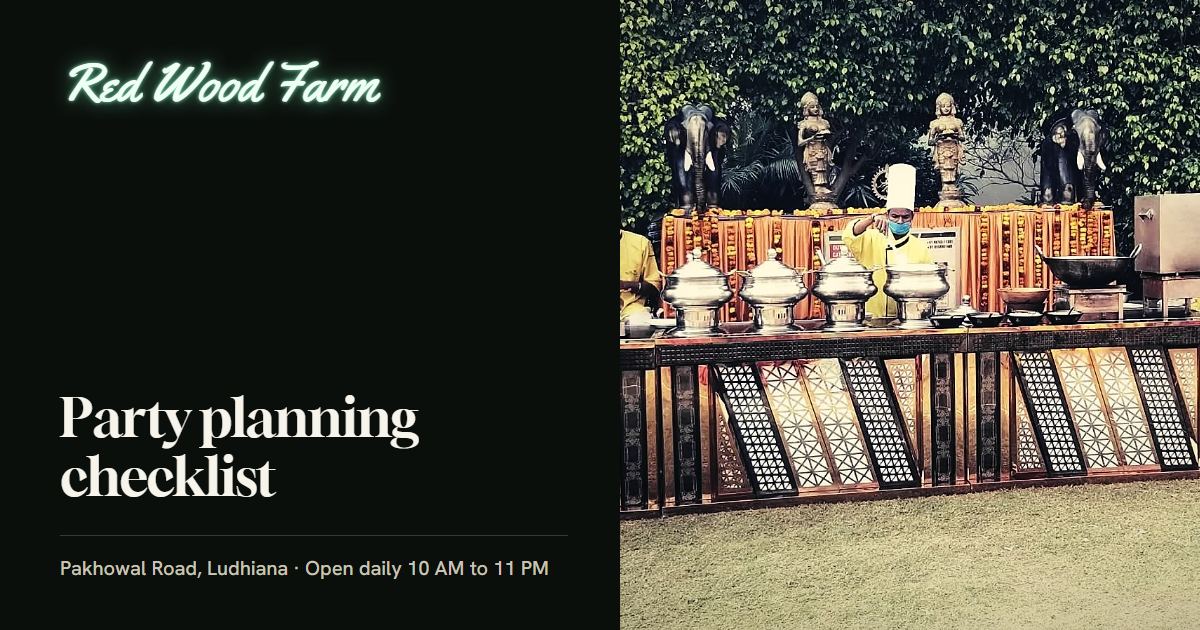 Red Wood Farm
Party planning
checklist
Pakhowal Road, Ludhiana · Open daily 10 AM to 11 PM